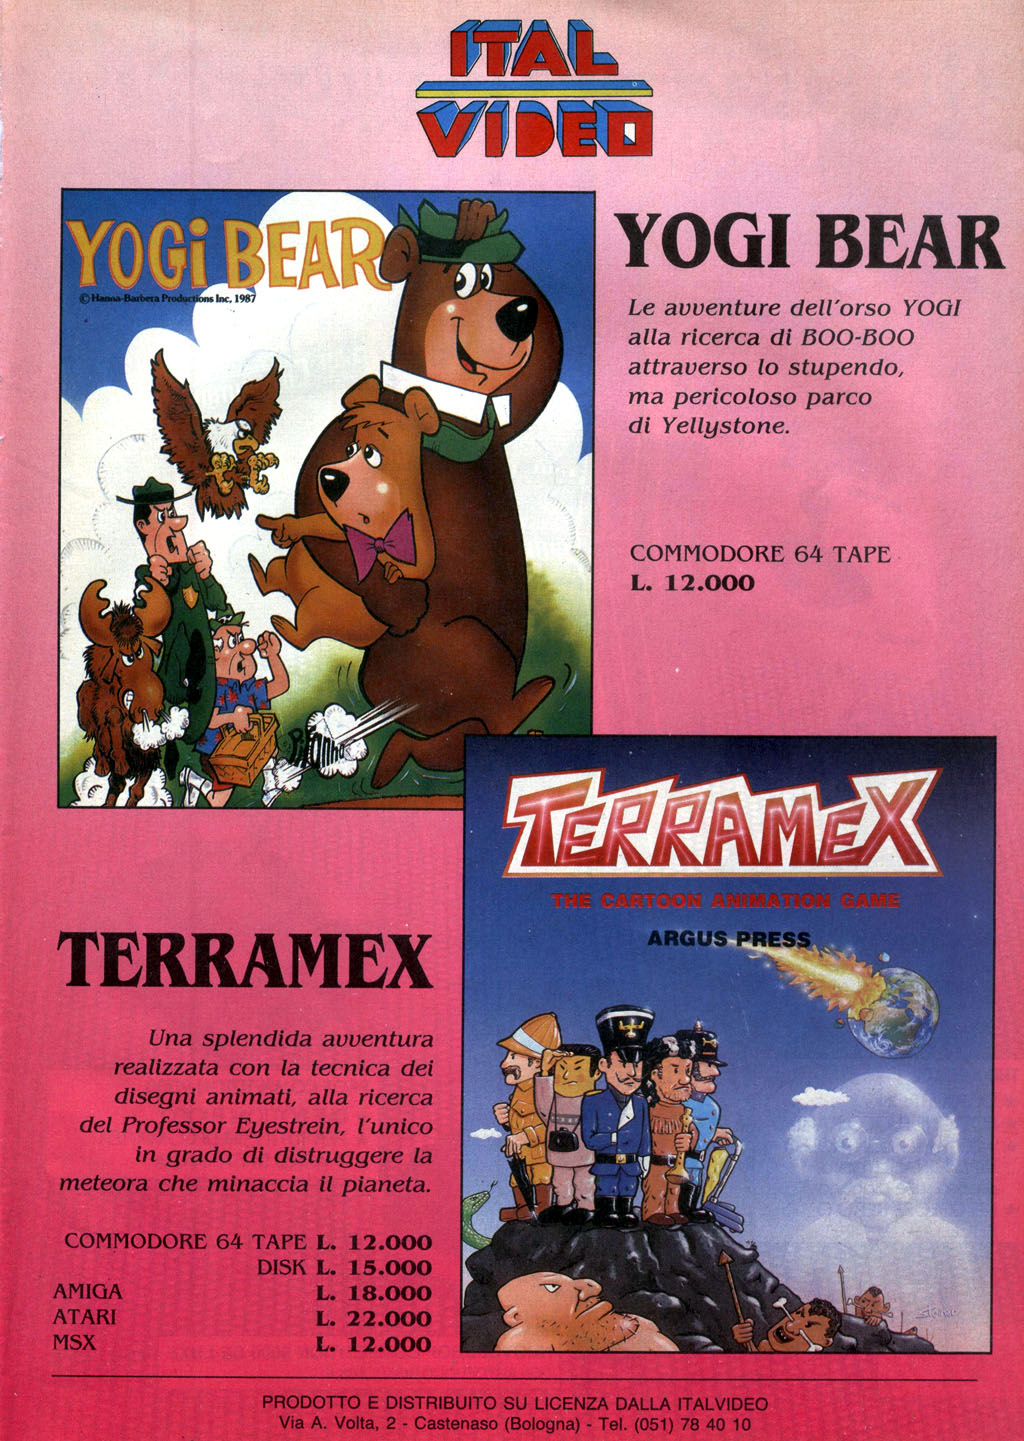 ITAL
VIDEO
YOGI BEAR
© Hanna-Barbera Productions Inc, 1987
YOGI BEAR
Le avventure dell'orso YOGI
alla ricerca di BOO-BOO
attraverso lo stupendo,
ma pericoloso parco
di Yellystone.
COMMODORE 64 TAPE
L. 12.000
Piranha
TERRAMEX
THE CARTOON ANIMATION GAME
ARGUS PRESS
TERRAMEX
Una splendida avventura
realizzata con la tecnica dei
disegni animati, alla ricerca
del Professor Eyestrein, l'unico
in grado di distruggere la
meteora che minaccia il pianeta.
COMMODORE 64 TAPE L. 12.000
DISK L. 15.000
AMIGA L. 18.000
ATARI L. 22.000
MSX L. 12.000
PRODOTTO E DISTRIBUITO SU LICENZA DALLA ITALVIDEO
Via A. Volta, 2 - Castenaso (Bologna) - Tel. (051) 78 40 10